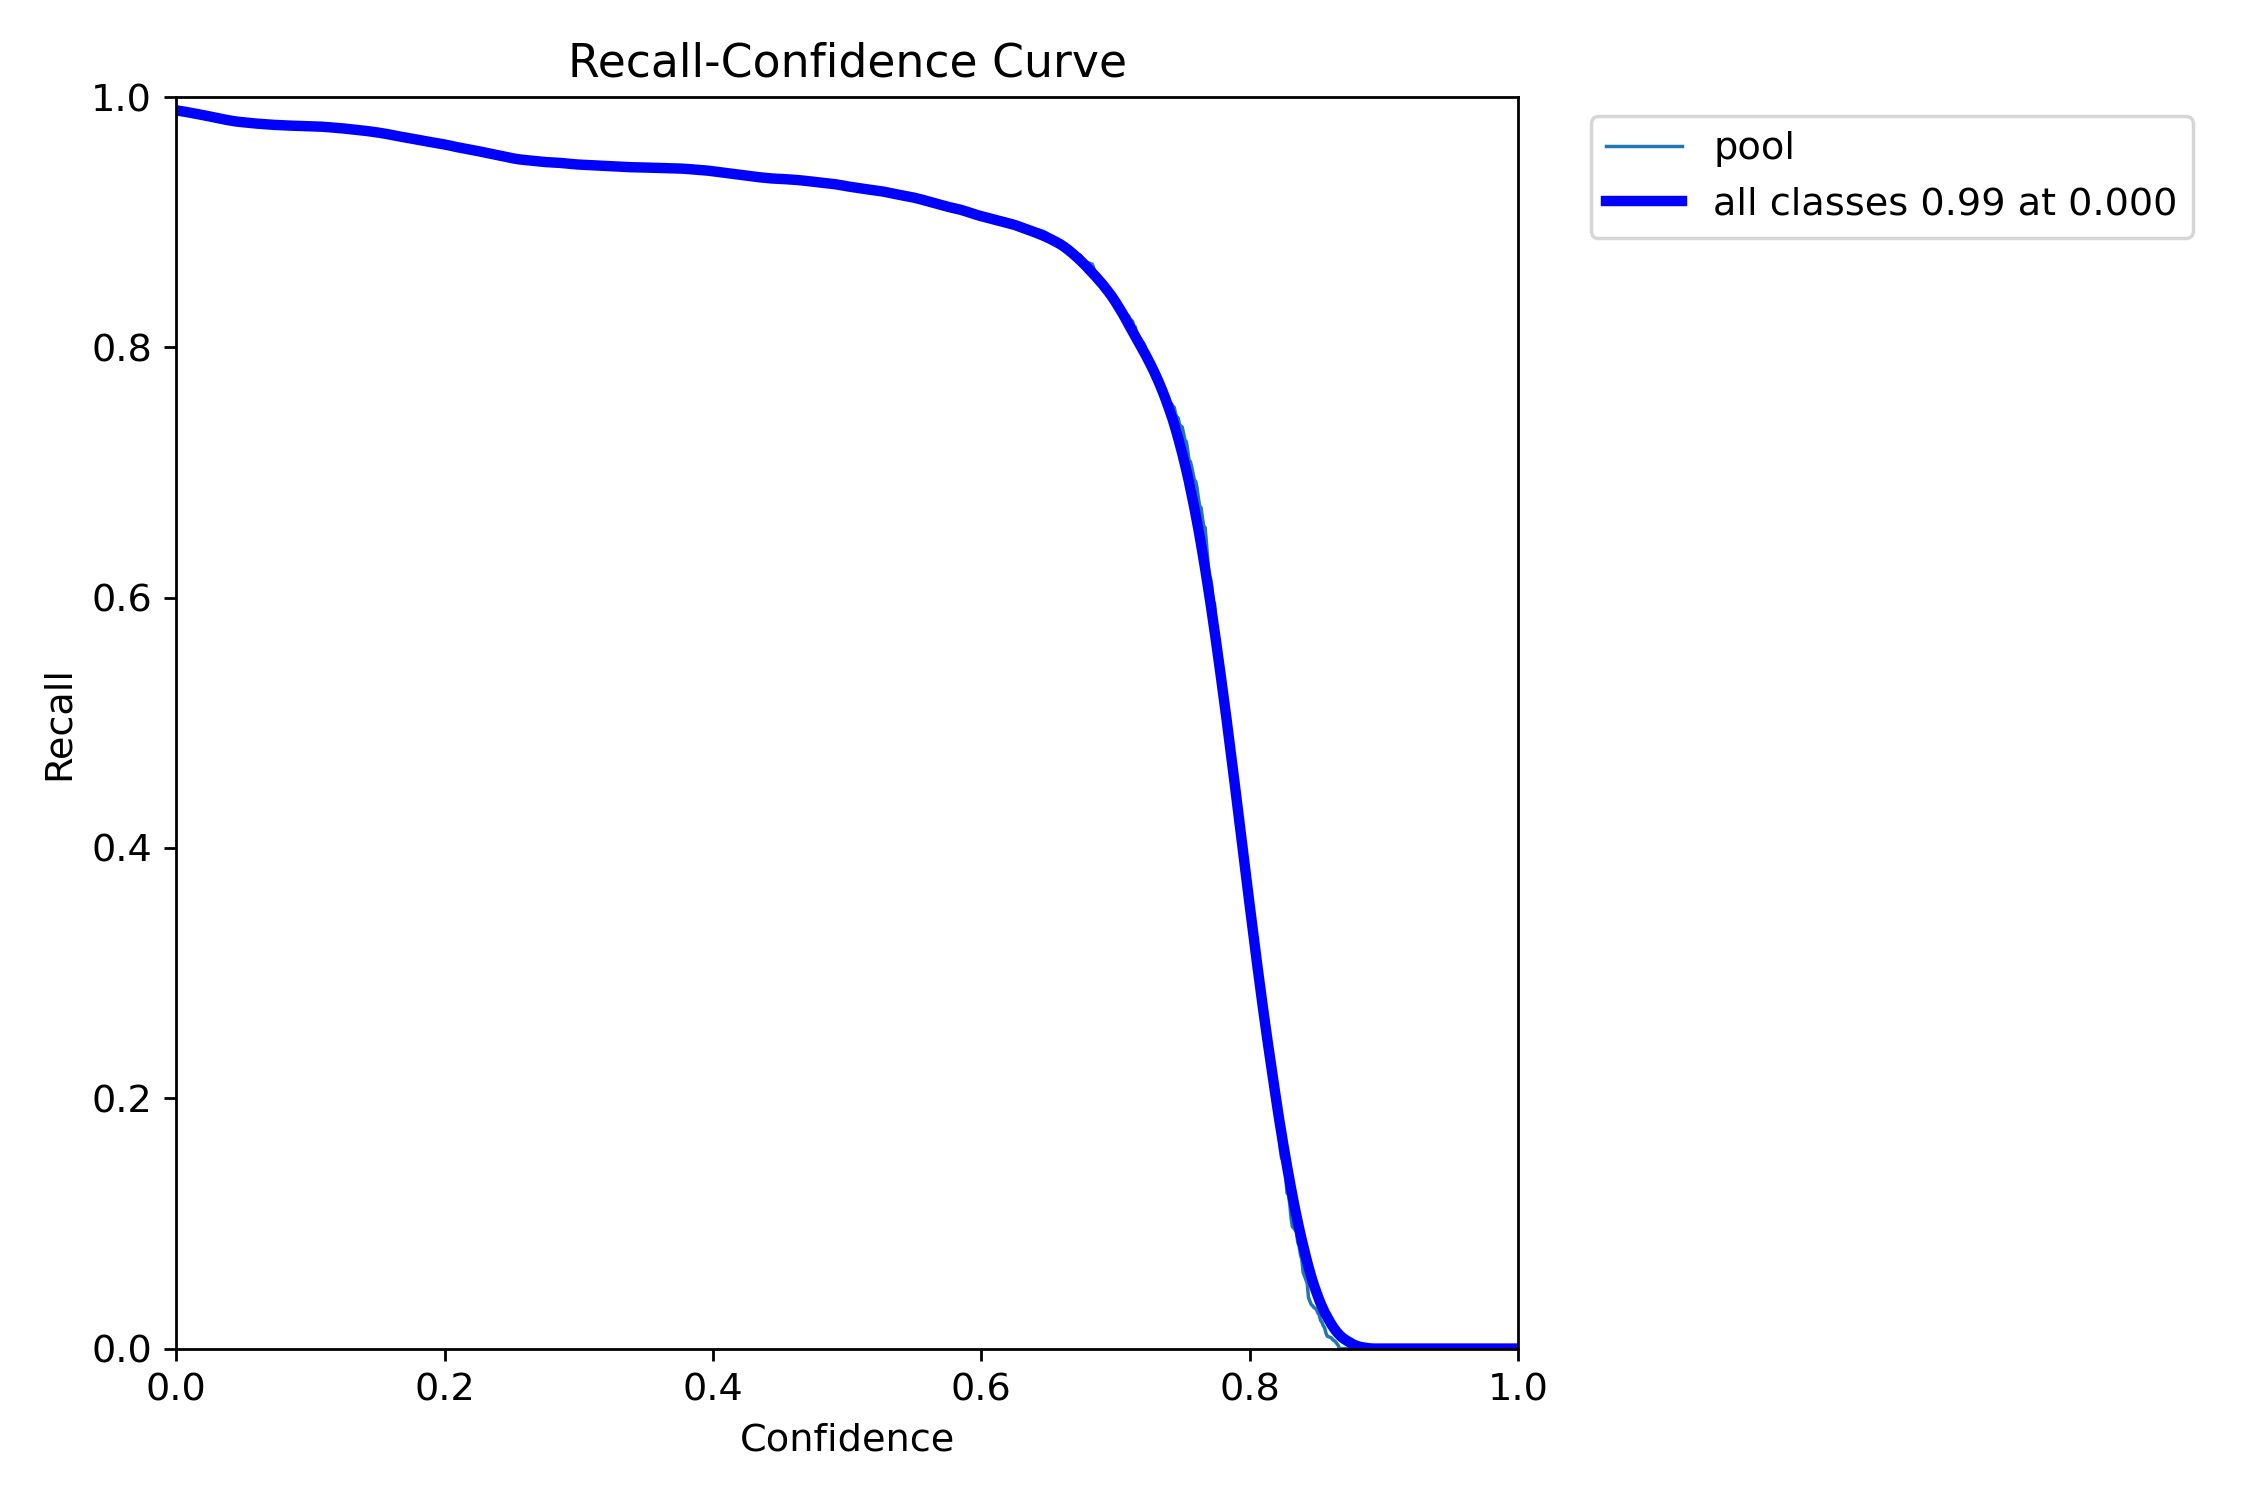 Recall-Confidence Curve
pool
all classes 0.99 at 0.000
1.0
0.8
0.6
0.4
0.2
0.0
Recall
0.0 0.2 0.4 0.6 0.8 1.0
Confidence